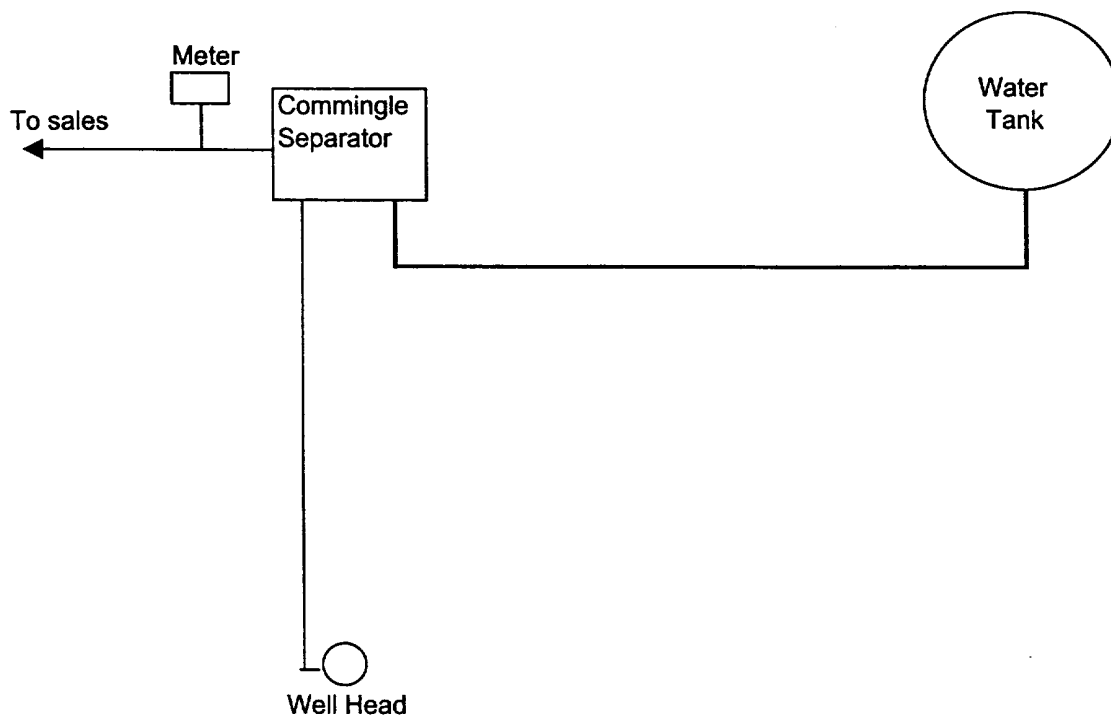 Meter
To sales
Commingle
Separator
Water
Tank
Well Head